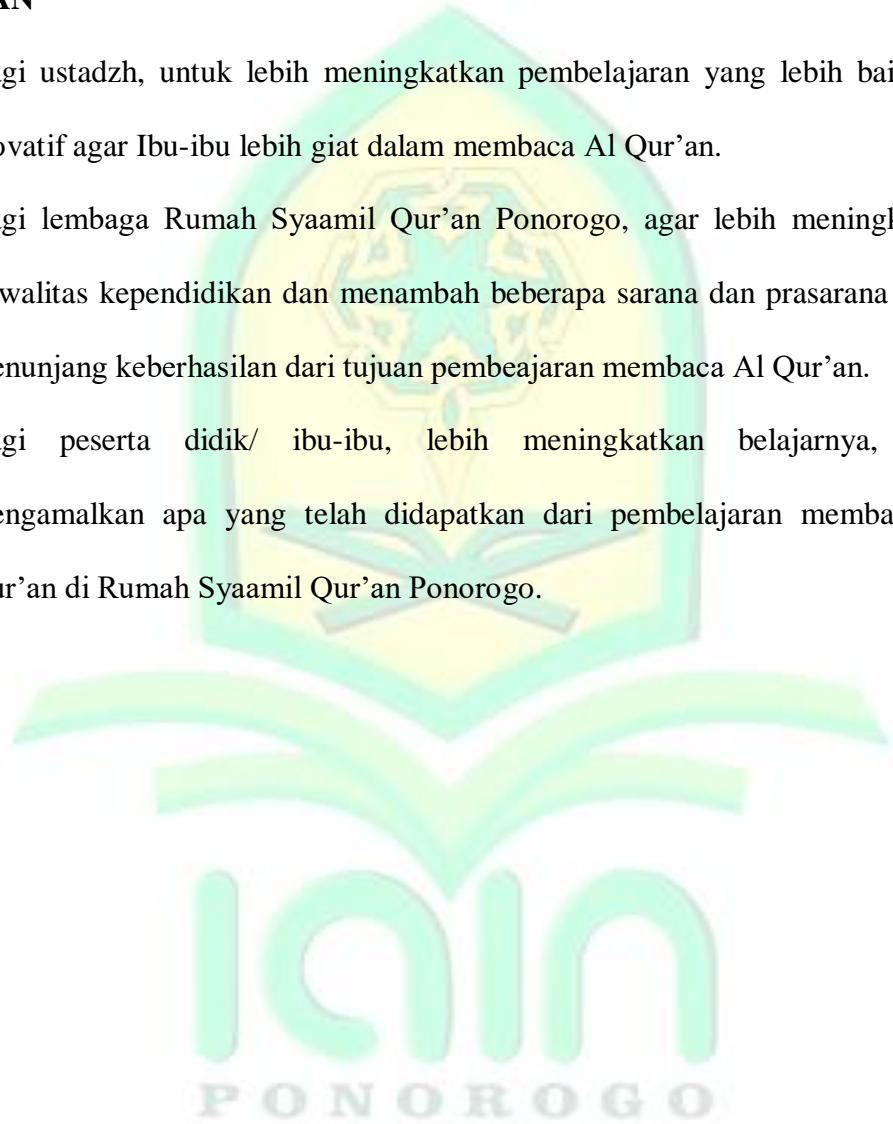 AN
gi ustadzh, untuk lebih meningkatkan pembelajaran yang lebih bai
ovatif agar Ibu-ibu lebih giat dalam membaca Al Qur’an.
gi lembaga Rumah Syaamil Qur’an Ponorogo, agar lebih mening
walitas kependidikan dan menambah beberapa sarana dan prasarana
enunjang keberhasilan dari tujuan pembeajaran membaca Al Qur’an.
gi peserta didik/ ibu-ibu, lebih meningkatkan belajarnya,
engamalkan apa yang telah didapatkan dari pembelajaran memba
ur’an di Rumah Syaamil Qur’an Ponorogo.
iain
PONOROGO